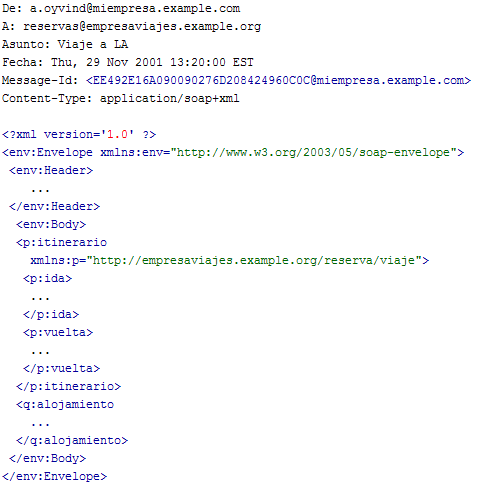 De: a.oyvind@miempresa.example.com
A: reservas@empresaviajes.example.org
Asunto: Viaje a LA
Fecha: Thu, 29 Nov 2001 13:20:00 EST
Message-Id: <EE492E16A090090276D208424960C0C@miempresa.example.com>
Content-Type: application/soap+xml

<?xml version='1.0' ?>
<env:Envelope xmlns:env="http://www.w3.org/2003/05/soap-envelope">
 <env:Header>
    ...
 </env:Header>
  <env:Body>
  <p:itinerario
    xmlns:p="http://empresaviajes.example.org/reserva/viaje">
   <p:ida>
    ...
   </p:ida>
   <p:vuelta>
    ...
   </p:vuelta>
  </p:itinerario>
  <q:alojamiento
    ...
  </q:alojamiento>
 </env:Body>
</env:Envelope>